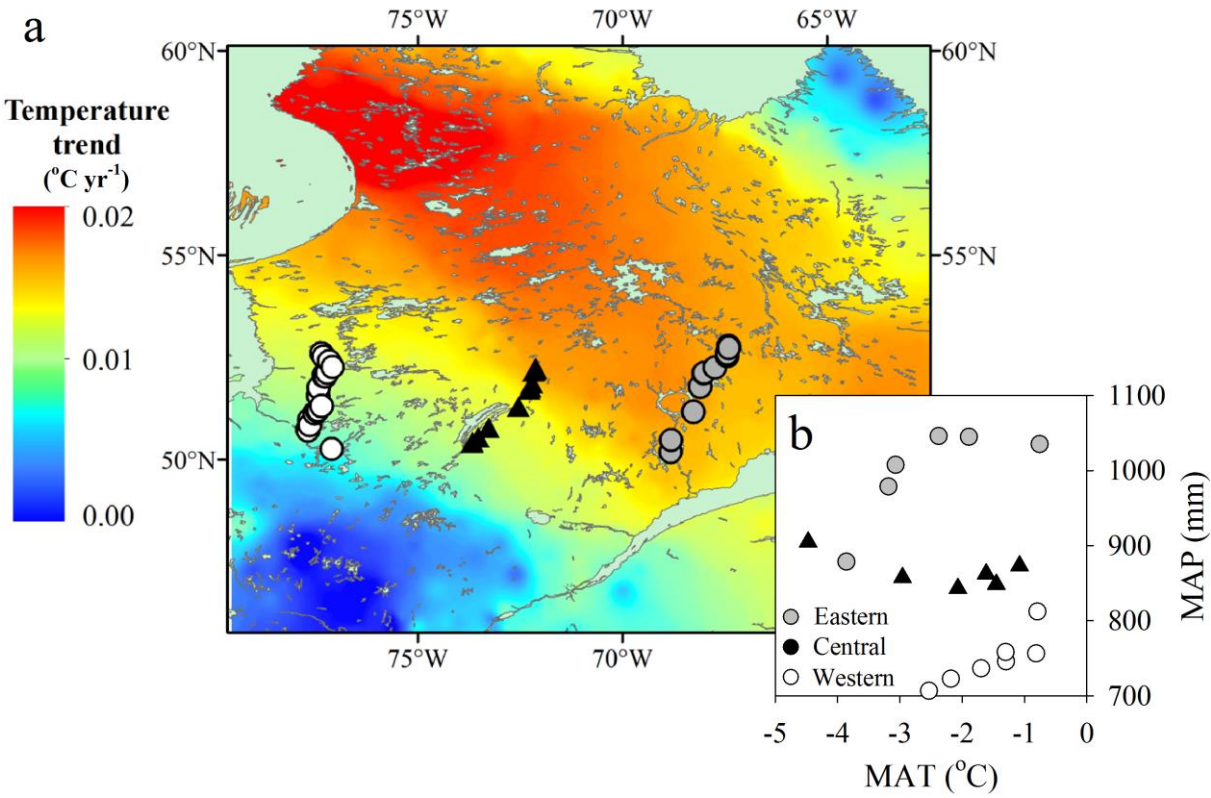 a
75°W 70°W 65°W
60°N 60°N
Temperature
trend
(°C yr⁻¹)
0.02
0.01
0.00
55°N 55°N
50°N
75°W 70°W
b
1100
1000
900
800
700
MAP (mm)
Eastern
Central
Western
-5 -4 -3 -2 -1 0
MAT (°C)